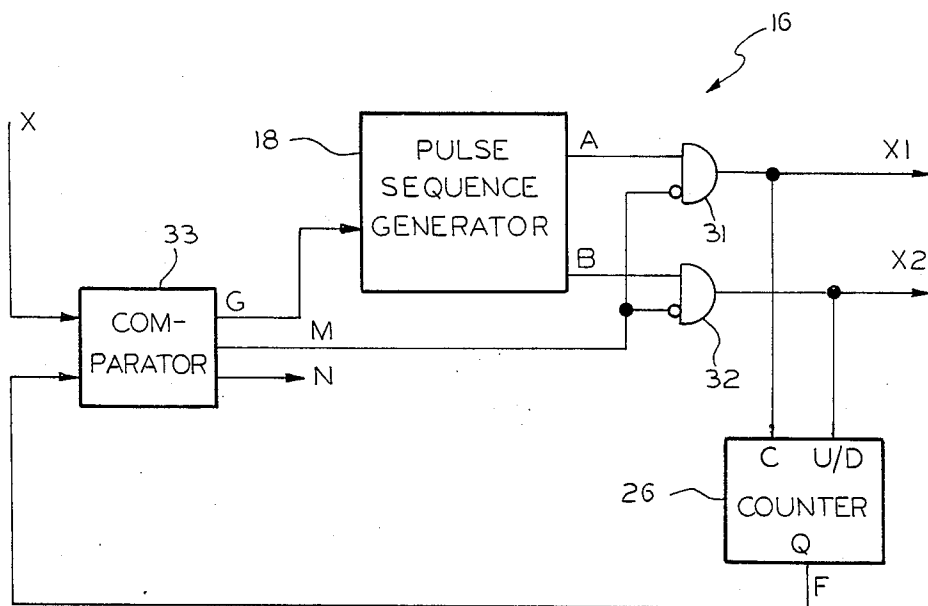 16
X
18
PULSE
SEQUENCE
GENERATOR
A
X1
31
33
B
X2
G
COM-
PARATOR
M
N
32
C U/D
26
COUNTER
Q
F